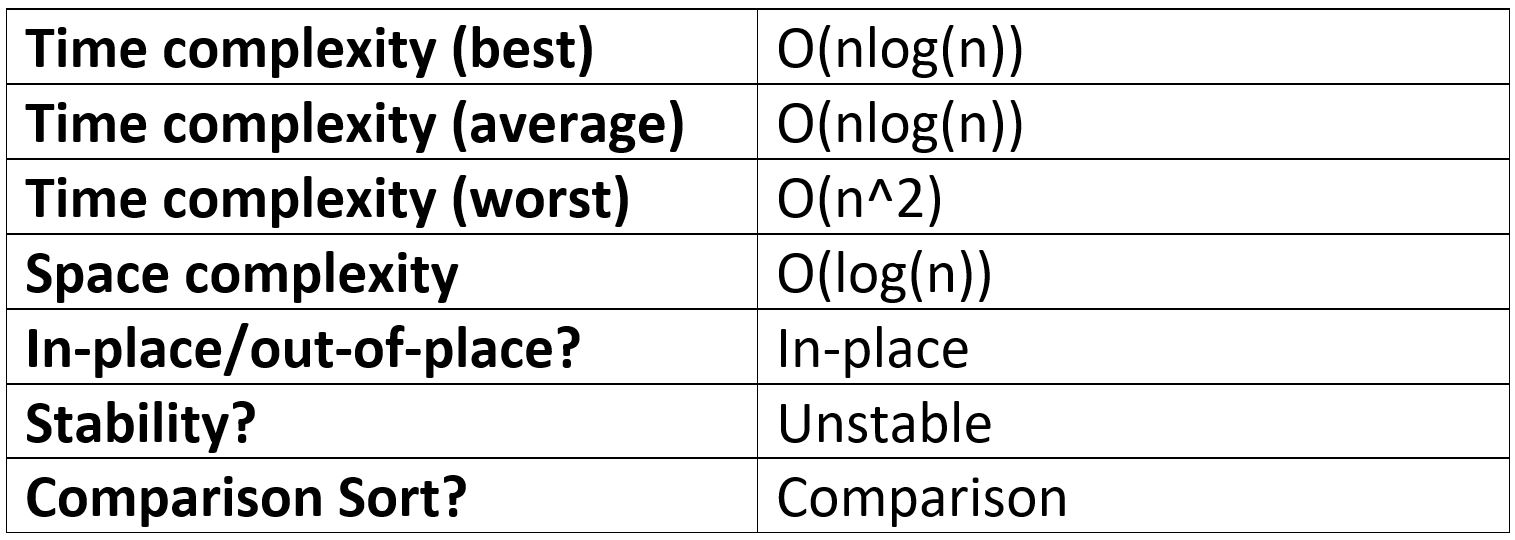 Time complexity (best) O(nlog(n))
Time complexity (average) O(nlog(n))
Time complexity (worst) O(n^2)
Space complexity O(log(n))
In-place/out-of-place? In-place
Stability? Unstable
Comparison Sort? Comparison